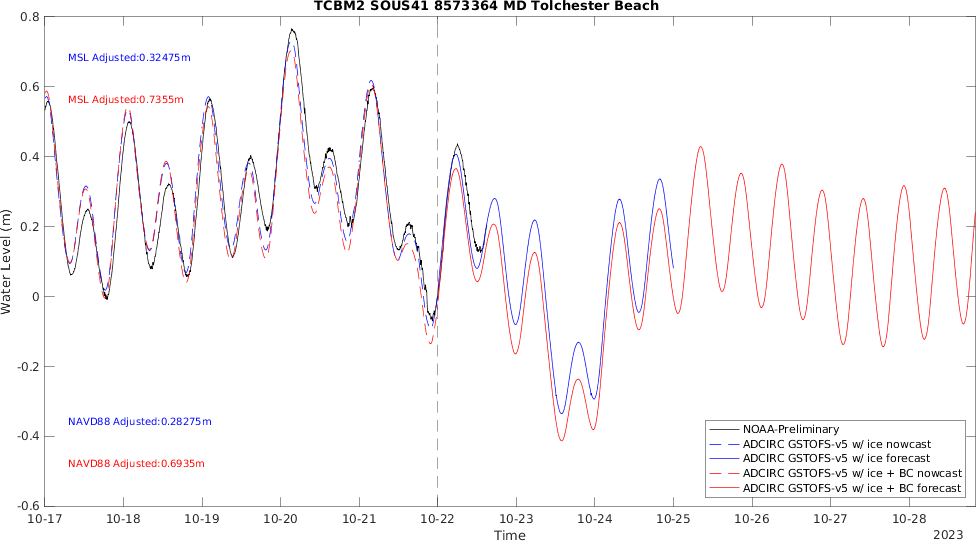 TCBM2 SOUS41 8573364 MD Tolchester Beach
Water Level (m)
0.8
0.6
0.4
0.2
0
-0.2
-0.4
-0.6
MSL Adjusted:0.32475m
MSL Adjusted:0.7355m
NAVD88 Adjusted:0.28275m
NAVD88 Adjusted:0.6935m
NOAA-Preliminary
ADCIRC GSTOFS-v5 w/ ice nowcast
ADCIRC GSTOFS-v5 w/ ice forecast
ADCIRC GSTOFS-v5 w/ ice + BC nowcast
ADCIRC GSTOFS-v5 w/ ice + BC forecast
10-17 10-18 10-19 10-20 10-21 10-22 10-23 10-24 10-25 10-26 10-27 10-28
Time
2023